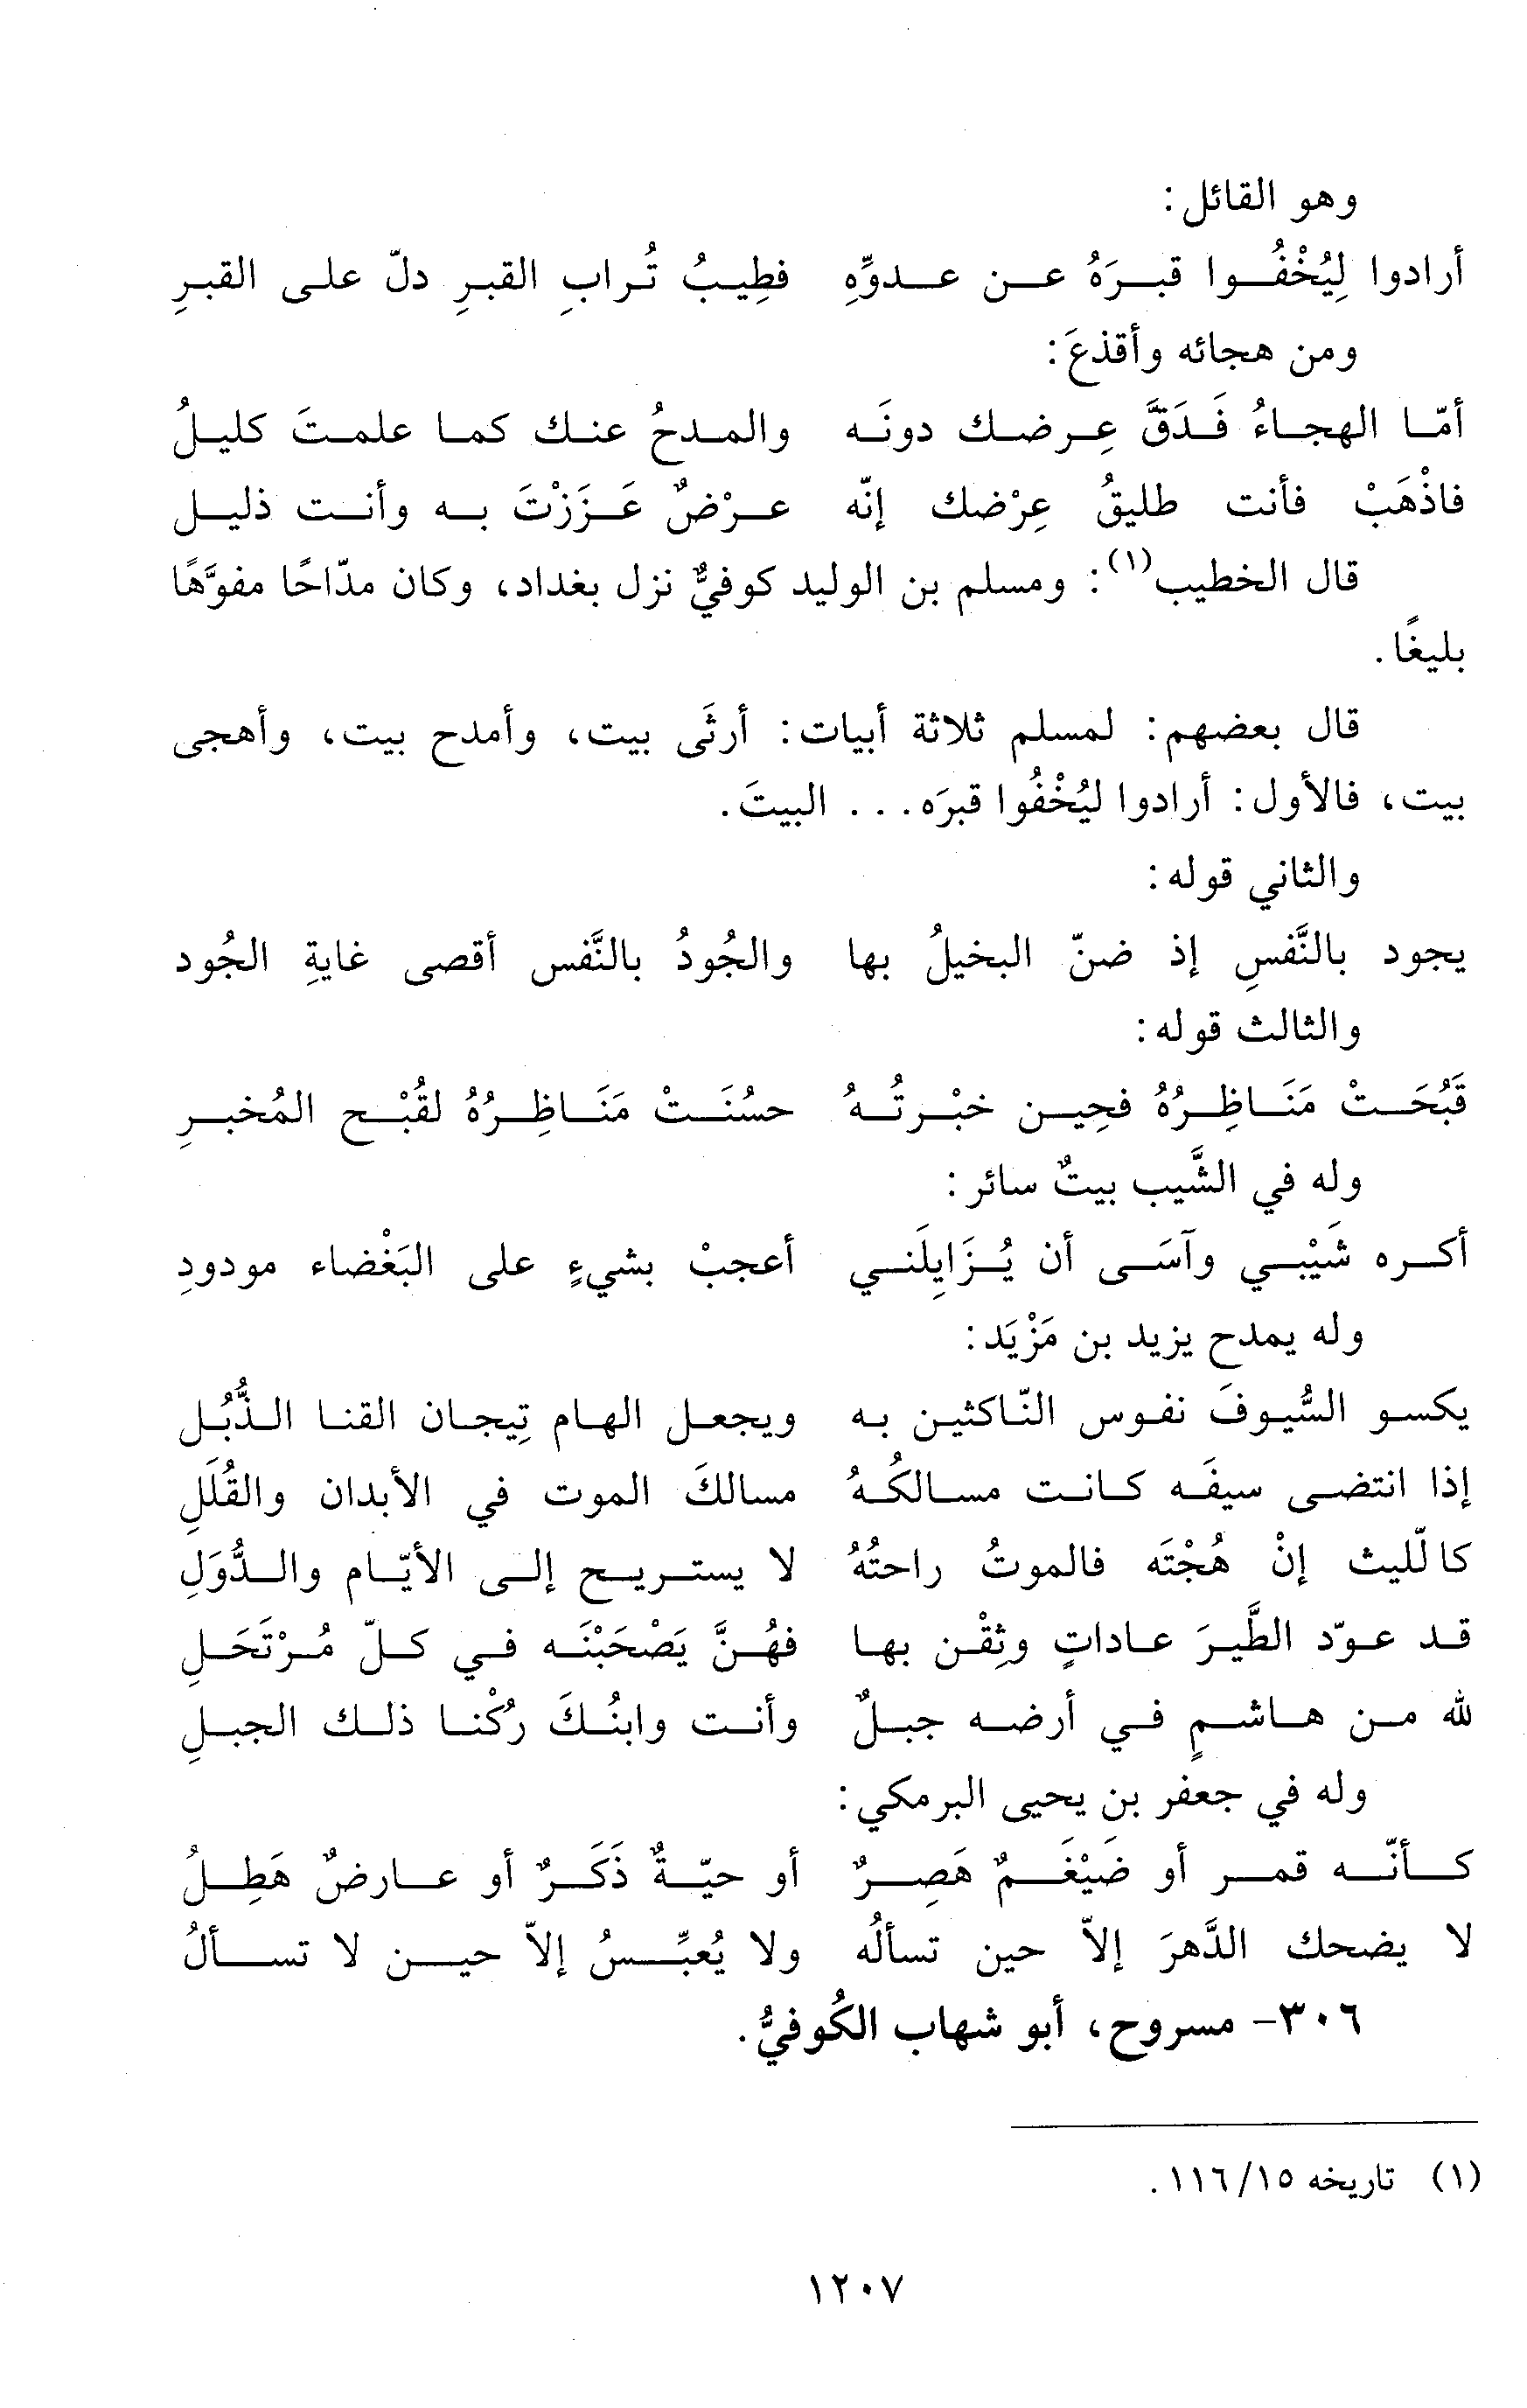 وهو القائل:
أرادوا لِيُخْفُوا قبرَهُ عن عدوِّهِ فطِيبُ تُرابِ القبرِ دلّ على القبرِ
ومن هجائه وأقذعَ:
أمّا الهجاءُ فَدَقَّ عِرضك دونَه والمدحُ عنك كما علمتَ كليلُ
فاذْهَبْ فأنت طليقُ عِرْضك إنّه عرْضٌ عَزَزْتَ به وأنت ذليل
قال الخطيب(١): ومسلم بن الوليد كوفيٌّ نزل بغداد، وكان مدّاحًا مفوَّهًا
بليغًا.
قال بعضهم: لمسلم ثلاثة أبيات: أرثَى بيت، وأمدح بيت، وأهجى
بيت، فالأول: أرادوا ليُخْفُوا قبرَه... البيتَ.
والثاني قوله:
يجود بالنَّفسِ إذ ضنّ البخيلُ بها والجُودُ بالنَّفس أقصى غايةِ الجُود
والثالث قوله:
قَبُحَتْ مَنَاظِرُهُ فحِين خبْرتُهُ حسُنَتْ مَنَاظِرُهُ لقُبْح المُخبرِ
وله في الشَّيب بيتٌ سائر:
أكره شَيْبي وآسَى أن يُزَايِلَني أعجبْ بشيءٍ على البَغْضاء مودودِ
وله يمدح يزيد بن مَزْيَد:
يكسو السُّيوفَ نفوس النّاكثين به ويجعل الهام تِيجان القنا الذُّبُل
إذا انتضى سيفَه كانت مسالكُهُ مسالكَ الموت في الأبدان والقُلَلِ
كالّليث إنْ هُجْتَه فالموتُ راحتُهُ لا يستريح إلى الأيّام والدُّوَلِ
قد عوّد الطَّيرَ عاداتٍ وثِقْن بها فهُنَّ يَصْحَبْنَه في كلّ مُرْتَحَلِ
لله من هاشمٍ في أرضه جبلٌ وأنت وابنُكَ رُكْنا ذلك الجبلِ
وله في جعفر بن يحيى البرمكي:
كأنّه قمر أو ضَيْغَمٌ هَصِرٌ أو حيّةٌ ذَكَرٌ أو عارضٌ هَطِلُ
لا يضحك الدَّهرَ إلاّ حين تسألُه ولا يُعبِّسُ إلاّ حين لا تسألُ
٣٠٦- مسروح، أبو شهاب الكُوفيُّ.
(١) تاريخه ١٥/١١٦.
١٢٠٧